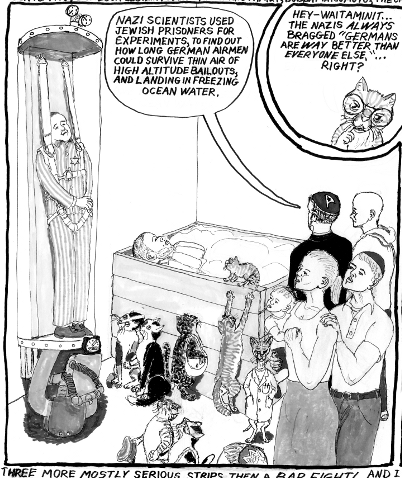 NAZI SCIENTISTS USED
JEWISH PRISONERS FOR
EXPERIMENTS, TO FIND OUT
HOW LONG GERMAN AIRMEN
COULD SURVIVE THIN AIR OF
HIGH ALTITUDE BAILOUTS,
AND LANDING IN FREEZING
OCEAN WATER.
HEY-WAITAMINIT...
THE NAZIS ALWAYS
BRAGGED "GERMANS
ARE WAY BETTER THAN
EVERYONE ELSE,"...
RIGHT?
THREE MORE MOSTLY SERIOUS STRIPS THEN A BAR FIGHT! AND I